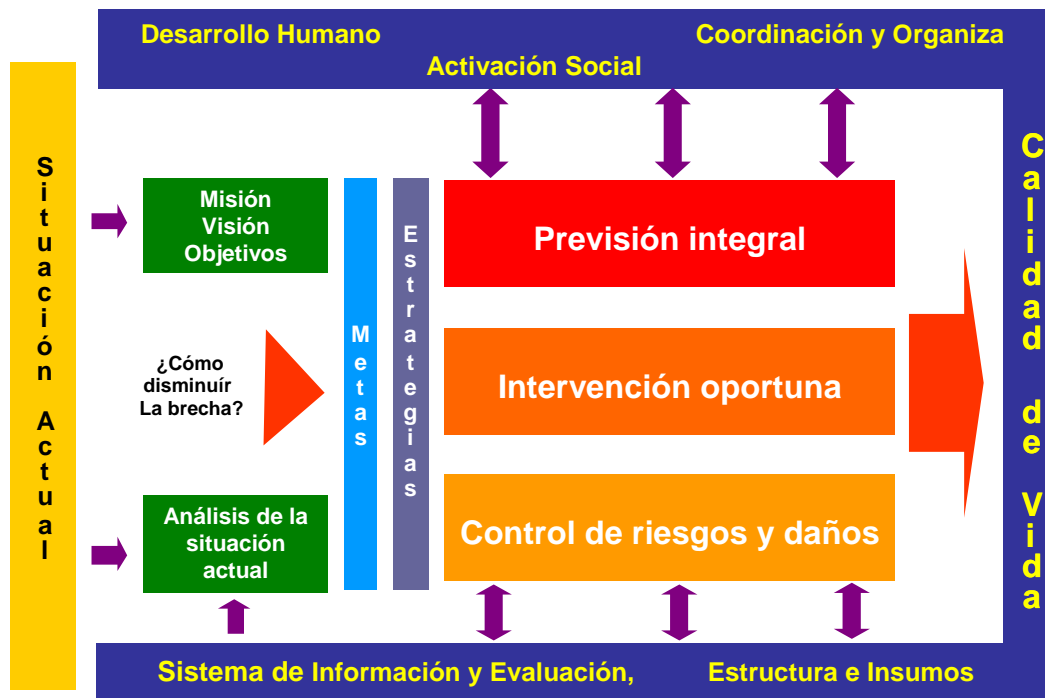 Desarrollo Humano
Coordinación y Organiza
Activación Social
Situación Actual
Misión
Visión
Objetivos
¿Cómo
disminuír
La brecha?
Análisis de la
situación
actual
Metas
Estrategias
Previsión integral
Intervención oportuna
Control de riesgos y daños
Calidad de Vida
Sistema de Información y Evaluación,
Estructura e Insumos